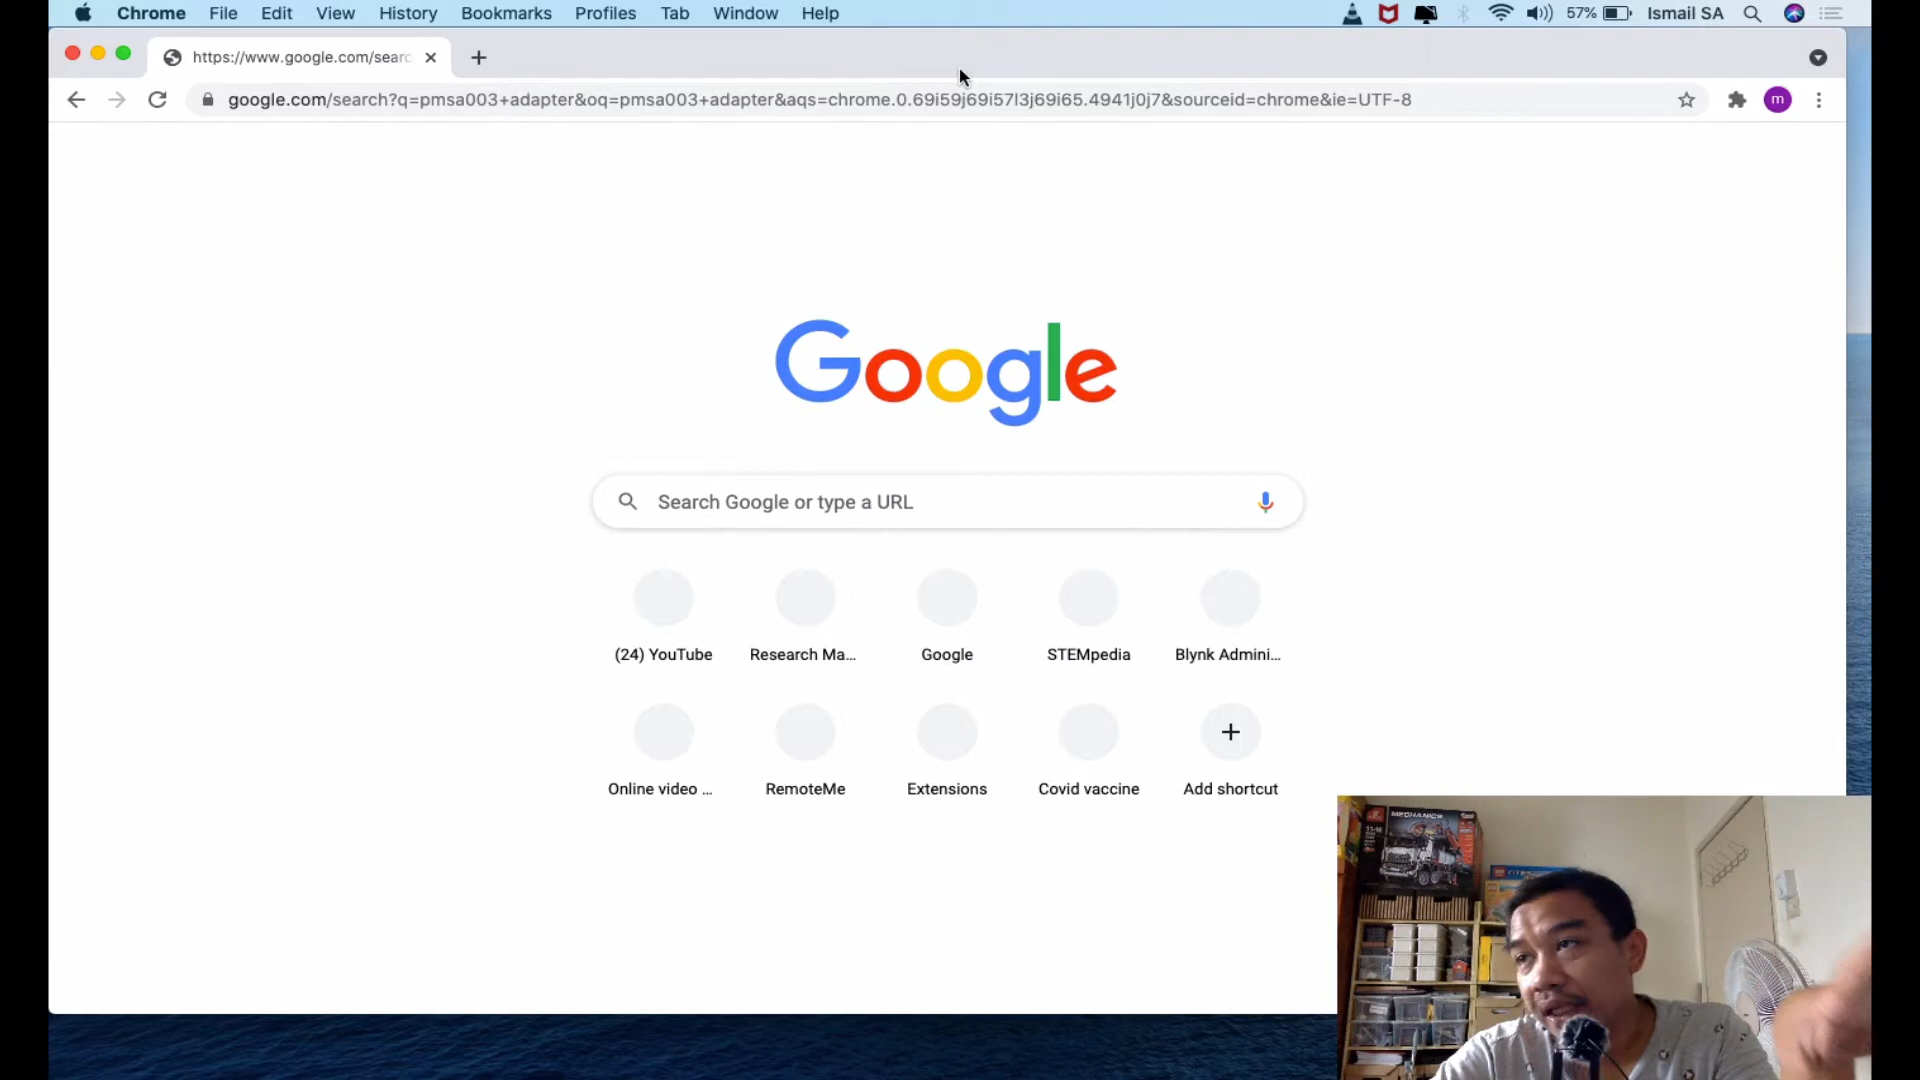 Chrome File Edit View History Bookmarks Profiles Tab Window Help 57% Ismail SA
https://www.google.com/searc
google.com/search?q=pmsa003+adapter&oq=pmsa003+adapter&aqs=chrome.0.69i59j69i57l3j69i65.4941j0j7&sourceid=chrome&ie=UTF-8 m
Google
Search Google or type a URL
(24) YouTube Research Ma... Google STEMpedia Blynk Admini...
Online video ... RemoteMe Extensions Covid vaccine Add shortcut
MECHANICS